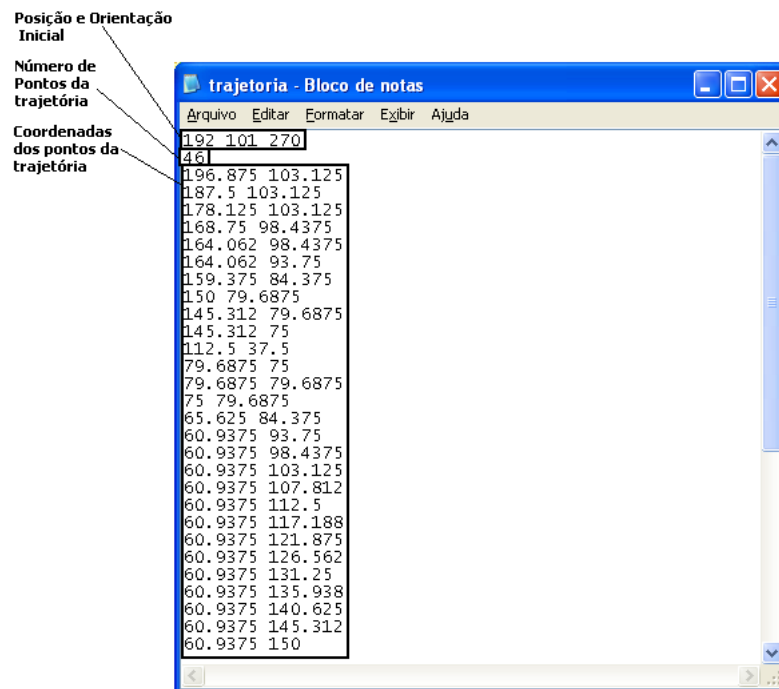 Posição e Orientação
Inicial
Número de
Pontos da
trajetória
Coordenadas
dos pontos da
trajetória
trajetoria - Bloco de notas
Arquivo Editar Formatar Exibir Ajuda
192 101 270
46
196.875 103.125
187.5 103.125
178.125 103.125
168.75 98.4375
164.062 98.4375
164.062 93.75
159.375 84.375
150 79.6875
145.312 79.6875
145.312 75
112.5 37.5
79.6875 75
79.6875 79.6875
75 79.6875
65.625 84.375
60.9375 93.75
60.9375 98.4375
60.9375 103.125
60.9375 107.812
60.9375 112.5
60.9375 117.188
60.9375 121.875
60.9375 126.562
60.9375 131.25
60.9375 135.938
60.9375 140.625
60.9375 145.312
60.9375 150